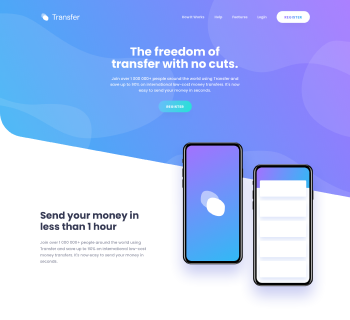 Transfer
Help
Features
Login
REGISTER
The freedom of
transfer with no cuts.
Join over 1 000 000+ people around the world using Transfer and
save up to 90% on international low-cost money transfers. It's now
easy to send your money in seconds.
REGISTER
Send your money in
less than 1 hour
Join over 1 000 000+ people around the world using
Transfer and save up to 90% on international low-cost
money transfers. It's now easy to send your money in
seconds.